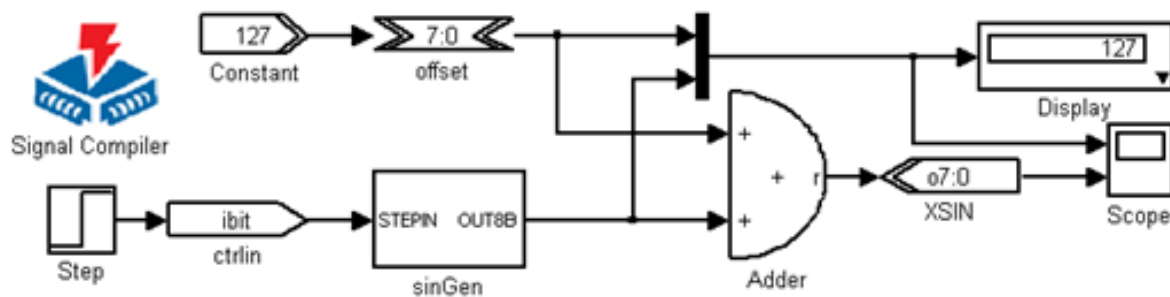 127
Constant
7:0
offset
127
Display
Signal Compiler
+
+
+
r
o7:0
XSIN
Scope
Step
ibit
ctrlin
STEPIN OUT8B
sinGen
Adder